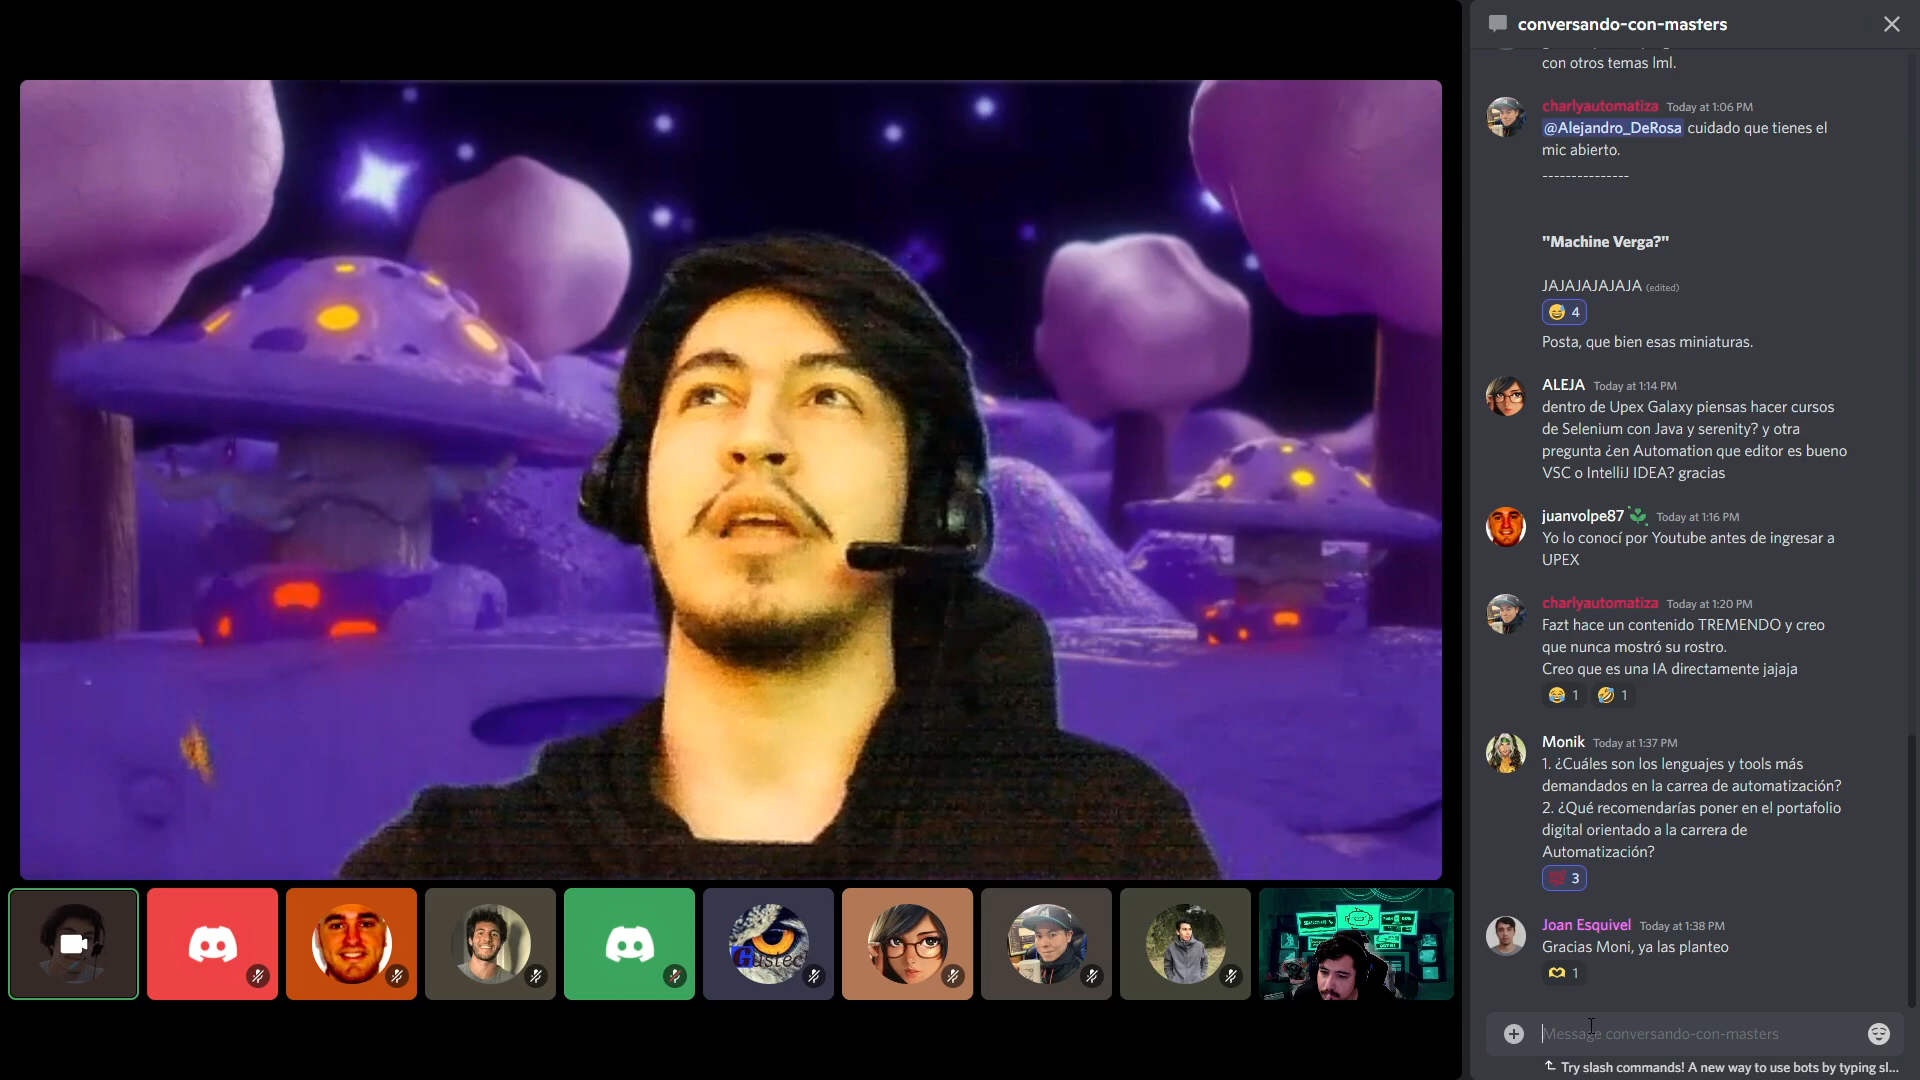 conversando-con-masters
con otros temas lml.
charlyautomatiza Today at 1:06 PM
@Alejandro_DeRosa cuidado que tienes el
mic abierto.
---------------
"Machine Verga?"
JAJAJAJAJAJA (edited)
4
Posta, que bien esas miniaturas.
ALEJA Today at 1:14 PM
dentro de Upex Galaxy piensas hacer cursos
de Selenium con Java y serenity? y otra
pregunta ¿en Automation que editor es bueno
VSC o IntelliJ IDEA? gracias
juanvolpe87 Today at 1:16 PM
Yo lo conocí por Youtube antes de ingresar a
UPEX
charlyautomatiza Today at 1:20 PM
Fazt hace un contenido TREMENDO y creo
que nunca mostró su rostro.
Creo que es una IA directamente jajaja
1 1
Monik Today at 1:37 PM
1. ¿Cuáles son los lenguajes y tools más
demandados en la carrea de automatización?
2. ¿Qué recomendarías poner en el portafolio
digital orientado a la carrera de
Automatización?
3
Joan Esquivel Today at 1:38 PM
Gracias Moni, ya las planteo
1
Message conversando-con-masters
Try slash commands! A new way to use bots by typing sl...